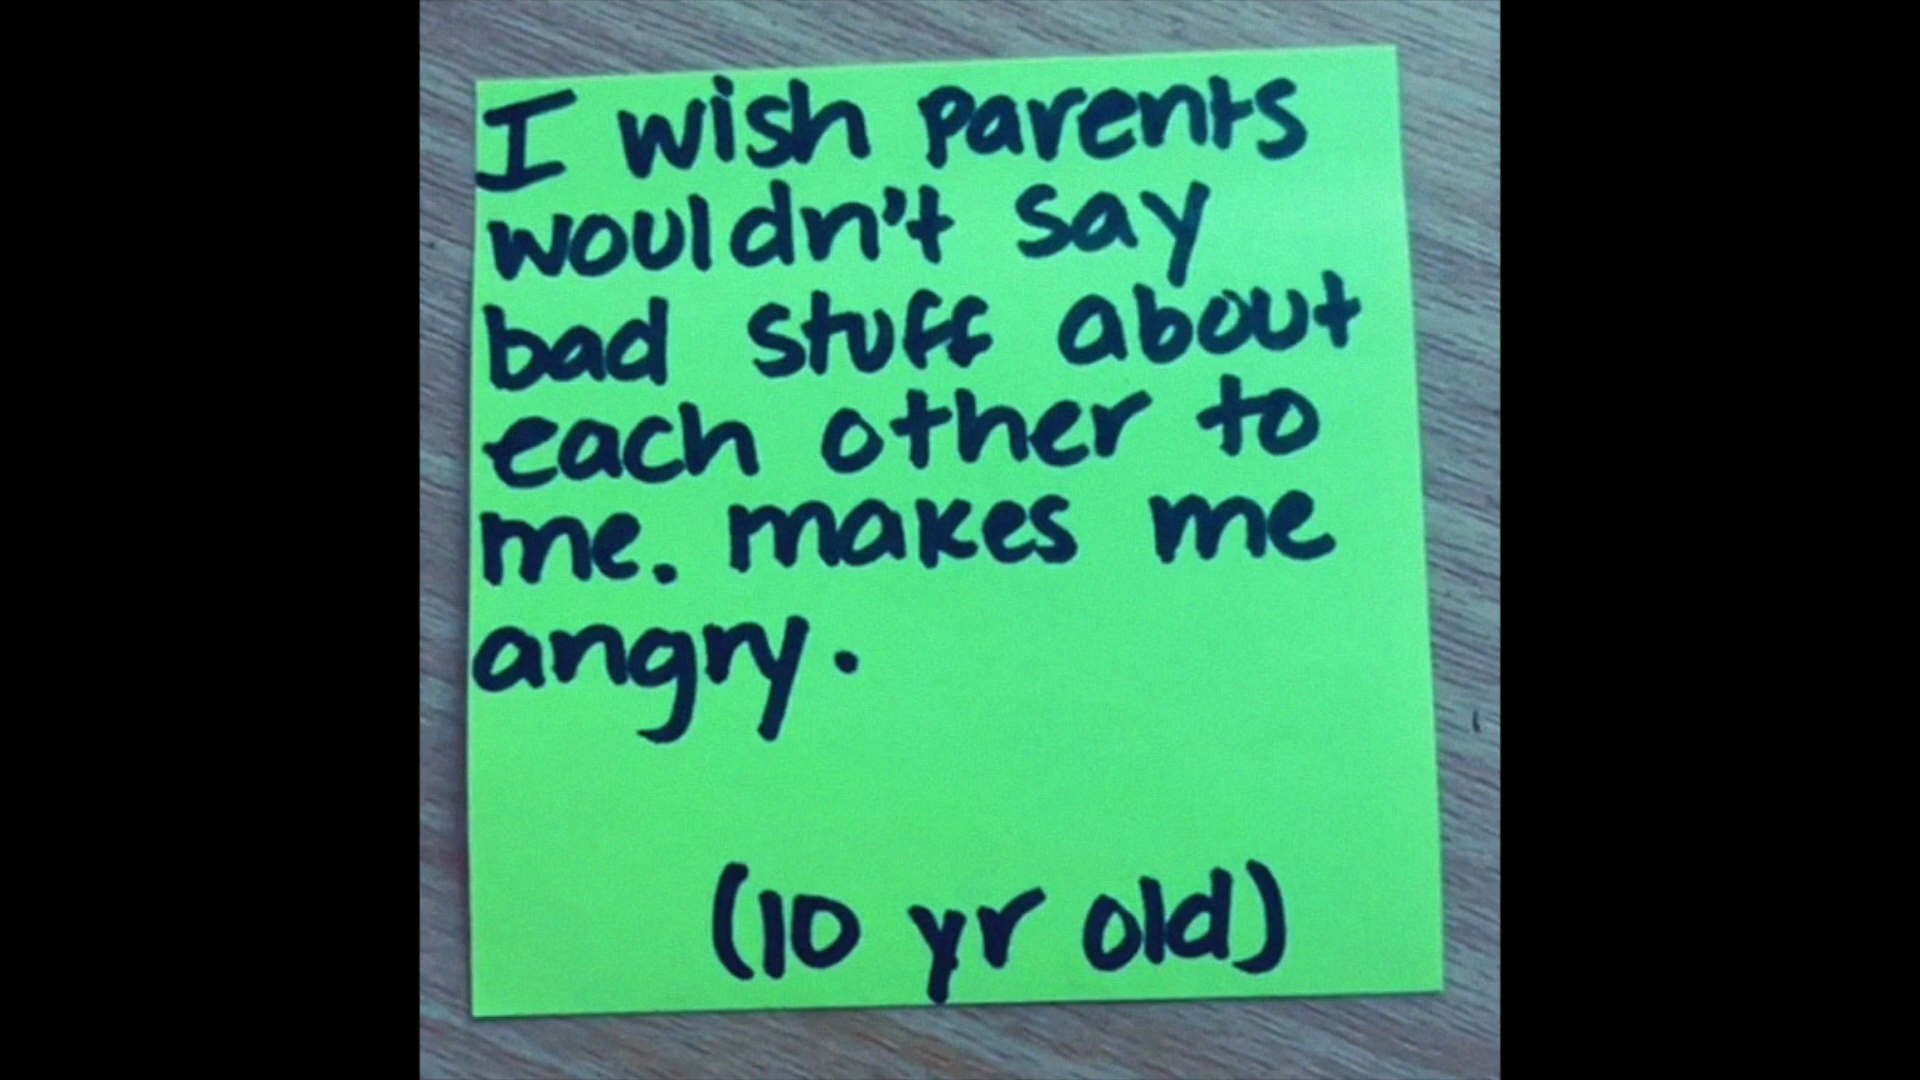 I wish parents
wouldn't say
bad stuff about
each other to
me. makes me
angry.
(10 yr old)